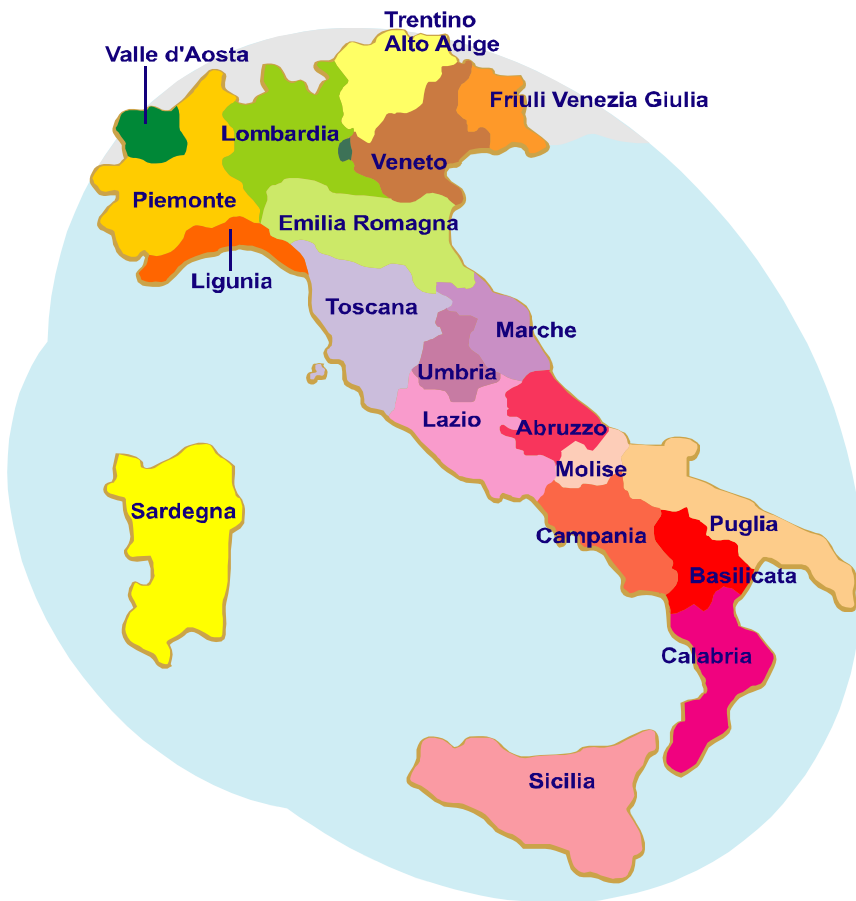 Trentino
Alto Adige
Valle d'Aosta
Friuli Venezia Giulia
Lombardia
Veneto
Piemonte
Emilia Romagna
Ligunia
Toscana
Marche
Umbria
Lazio
Abruzzo
Molise
Sardegna
Puglia
Campania
Basilicata
Calabria
Sicilia